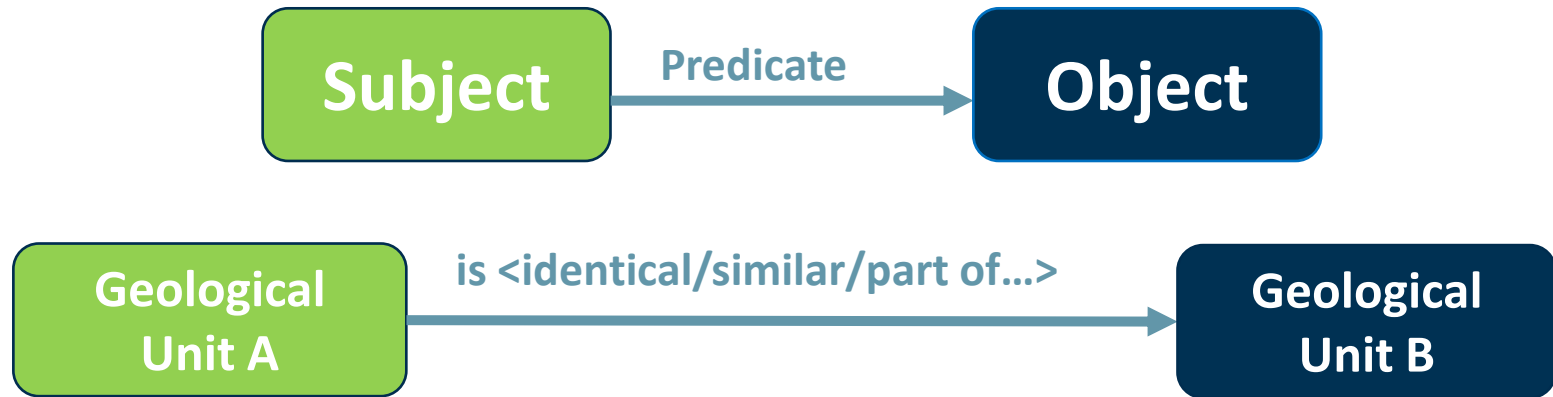 Subject
Predicate
Object
is <identical/similar/part of…>
Geological
Unit A
Geological
Unit B